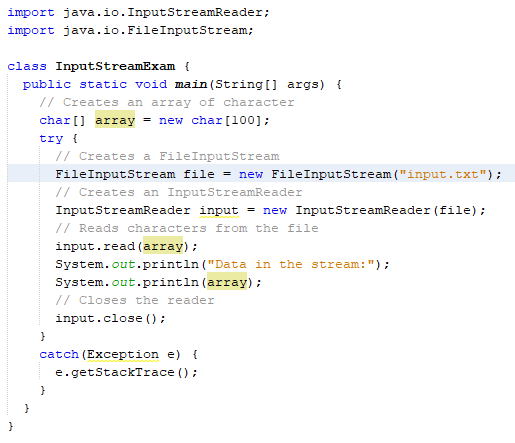 import java.io.InputStreamReader;
import java.io.FileInputStream;

class InputStreamExam {
  public static void main(String[] args) {
    // Creates an array of character
    char[] array = new char[100];
    try {
      // Creates a FileInputStream
      FileInputStream file = new FileInputStream("input.txt");
      // Creates an InputStreamReader
      InputStreamReader input = new InputStreamReader(file);
      // Reads characters from the file
      input.read(array);
      System.out.println("Data in the stream:");
      System.out.println(array);
      // Closes the reader
      input.close();
    }
    catch(Exception e) {
      e.getStackTrace();
    }
  }
}